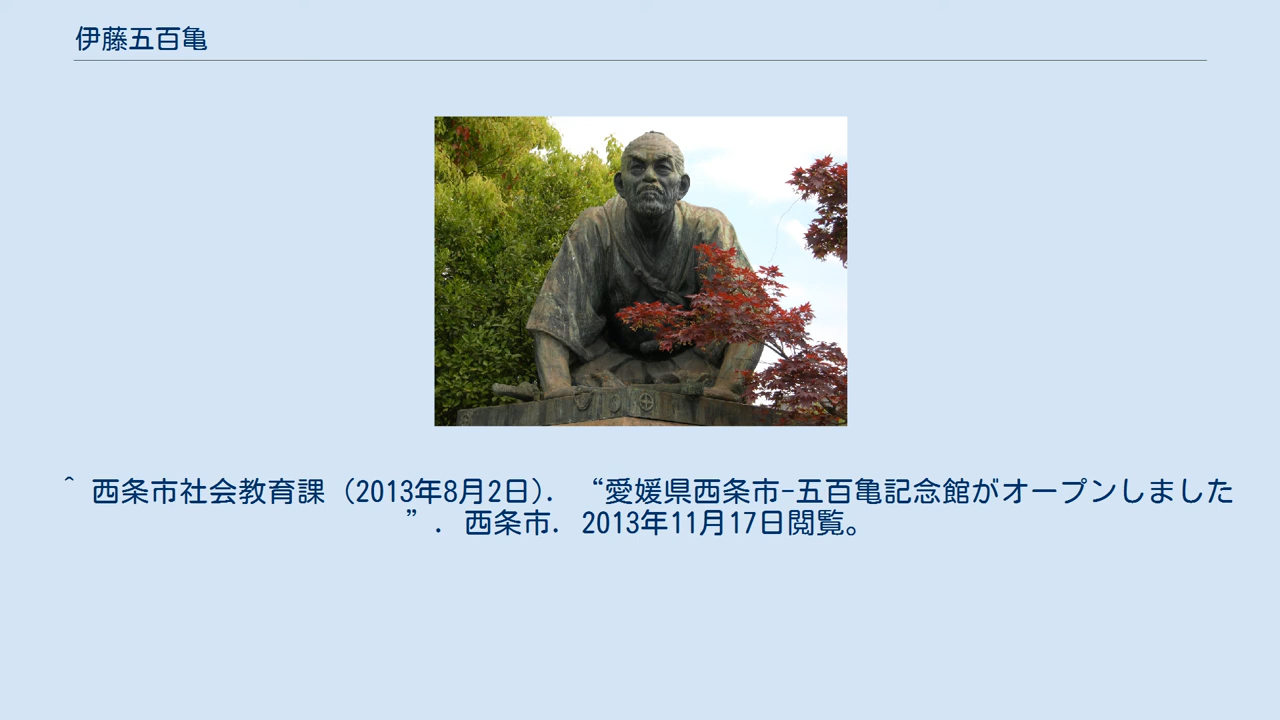 伊藤五百亀
^ 西条市社会教育課 (2013年8月2日). “愛媛県西条市-五百亀記念館がオープンしました
”. 西条市. 2013年11月17日閲覧。